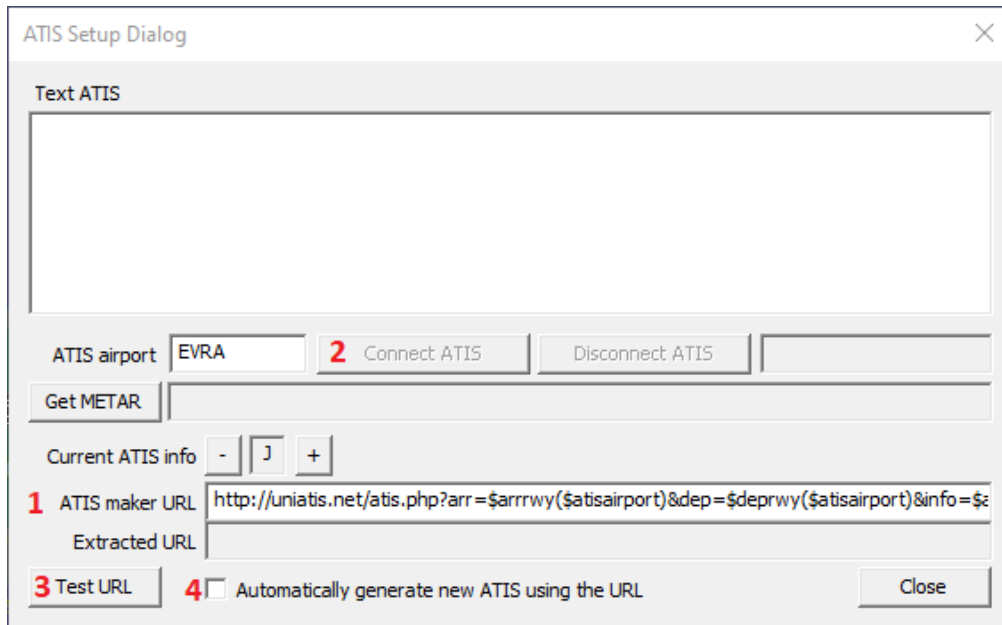 ATIS Setup Dialog
Text ATIS
ATIS airport EVRA 2 Connect ATIS Disconnect ATIS
Get METAR
Current ATIS info - J +
1 ATIS maker URL http://uniatis.net/atis.php?arr=$arrrwy($atisairport)&dep=$deprwy($atisairport)&info=$a
Extracted URL
3 Test URL 4 Automatically generate new ATIS using the URL Close